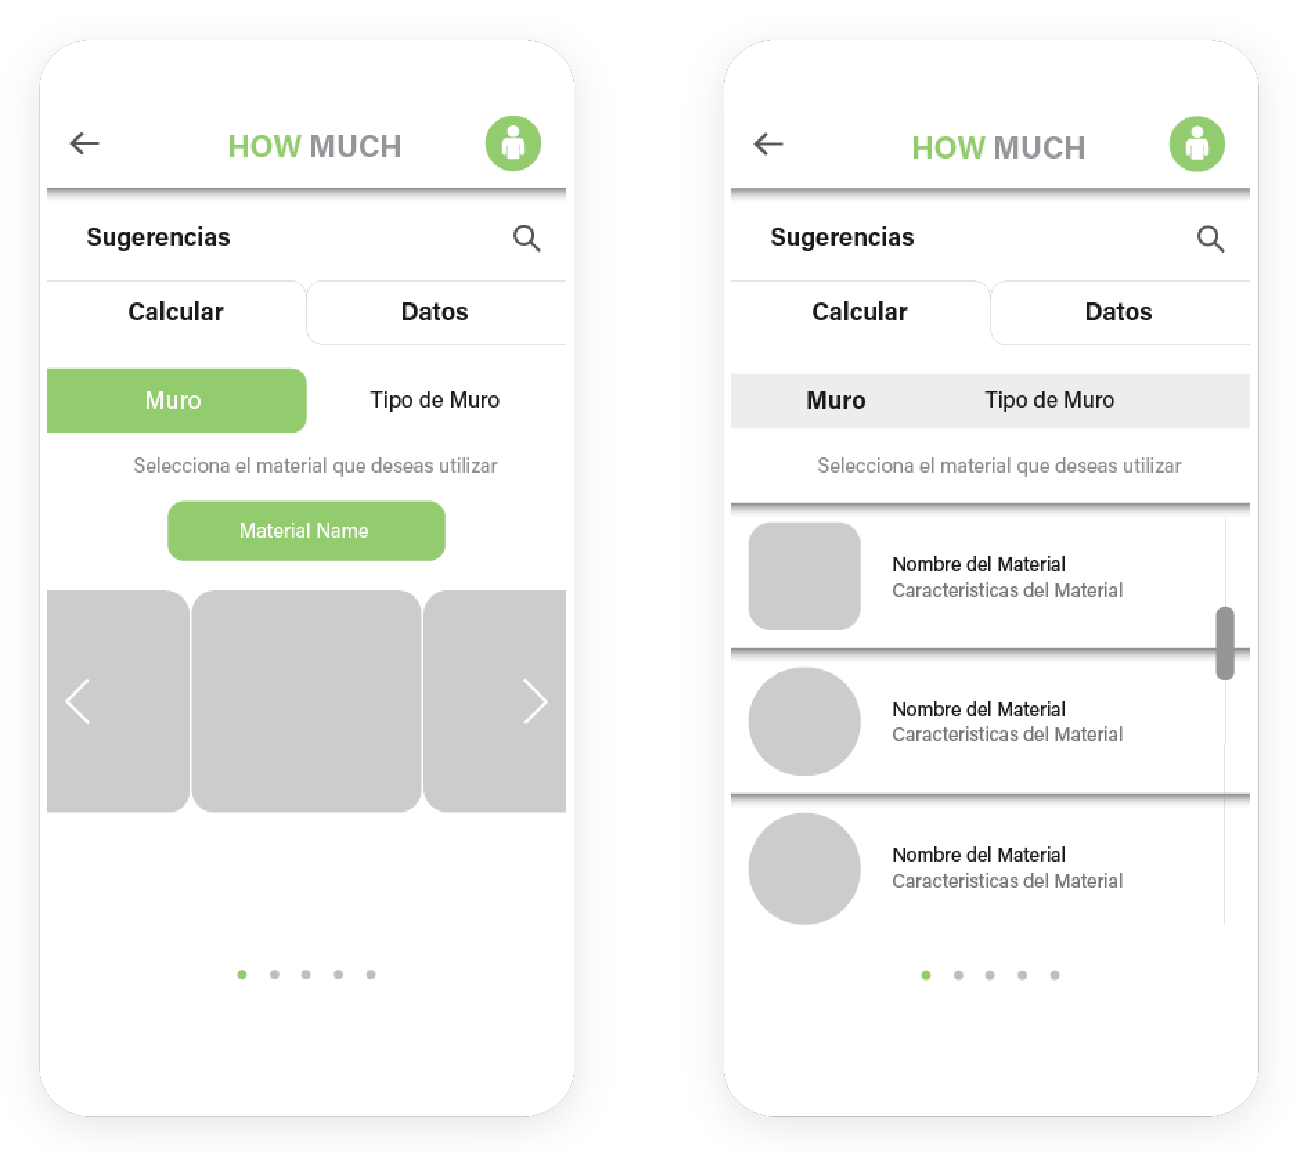 HOW MUCH
Sugerencias
Calcular
Datos
Muro
Tipo de Muro
Selecciona el material que deseas utilizar
Material Name
HOW MUCH
Sugerencias
Calcular
Datos
Muro
Tipo de Muro
Selecciona el material que deseas utilizar
Nombre del Material
Caracteristicas del Material
Nombre del Material
Caracteristicas del Material
Nombre del Material
Caracteristicas del Material